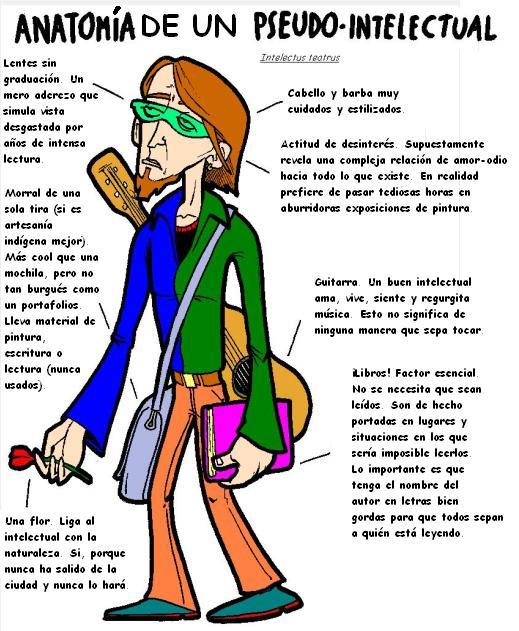 ANATOMÍA DE UN PSEUDO-INTELECTUAL
Intelectus teatrus
Lentes sin
graduación. Un
mero aderezo que
simula vista
desgastada por
años de intensa
lectura.
Cabello y barba muy
cuidados y estilizados.
Actitud de desinterés. Supuestamente
revela una compleja relación de amor-odio
hacia todo lo que existe. En realidad
prefiere de pasar tediosas horas en
aburridoras exposiciones de pintura.
Morral de una
sola tira (si es
artesanía
indígena mejor).
Más cool que una
mochila, pero no
tan burgués como
un portafolios.
Lleva material de
pintura,
escritura o
lectura (nunca
usados).
Guitarra. Un buen intelectual
ama, vive, siente y regurgita
música. Esto no significa de
ninguna manera que sepa tocar.
¡Libros! Factor esencial.
No se necesita que sean
leídos. Son de hecho
portadas en lugares y
situaciones en los que
sería imposible leerlos.
Lo importante es que
tenga el nombre del
autor en letras bien
gordas para que todos sepan
a quién está leyendo.
Una flor. Liga al
intelectual con la
naturaleza. Si, porque
nunca ha salido de la
ciudad y nunca lo hará.